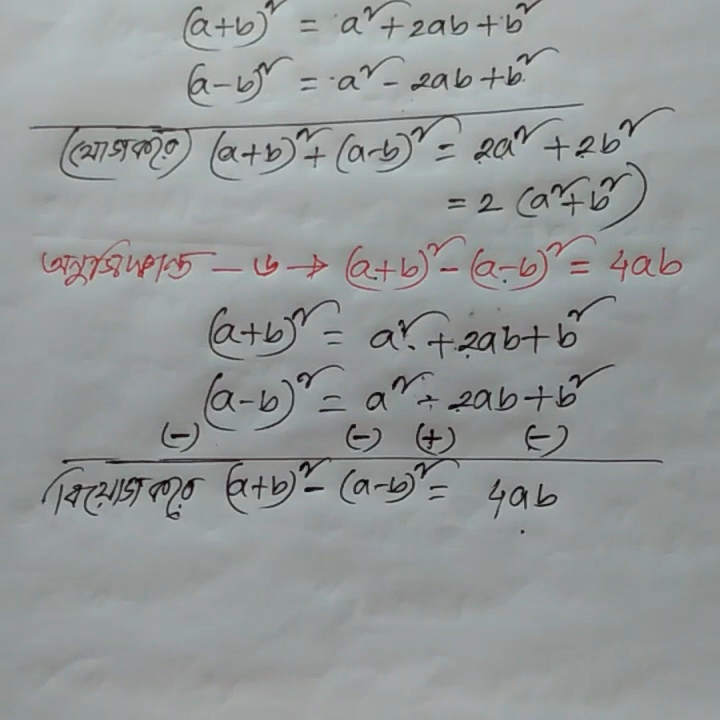 (a+b)² = a²+2ab+b²
(a-b)² = a²-2ab+b²
(যোগকরে) (a+b)²+(a-b)² = 2a²+2b²
= 2 (a²+b²)
অনুসিদ্ধান্ত - ৬ → (a+b)²-(a-b)² = 4ab
(a+b)² = a²+2ab+b²
(a-b)² = a²-2ab+b²
(-) (-) (+) (-)
বিয়োগ করে (a+b)²-(a-b)² = 4ab